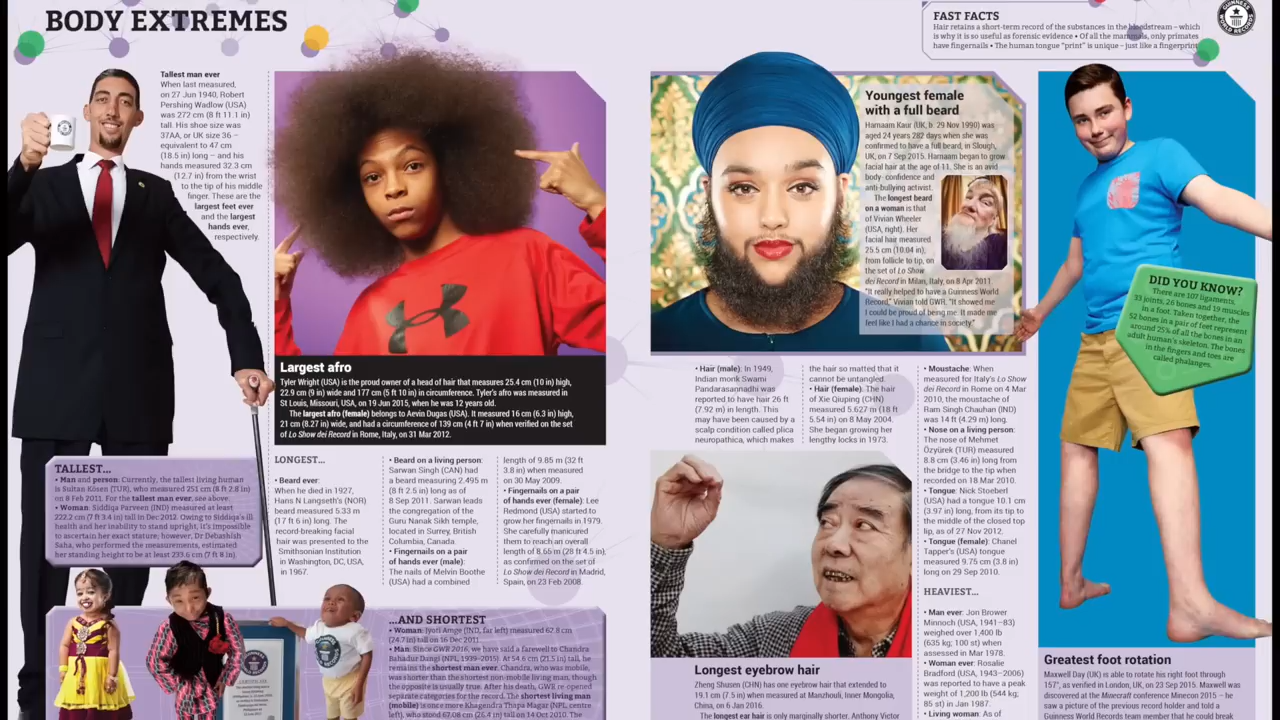 BODY EXTREMES
FAST FACTS
Hair retains a short-term record of the substances in the bloodstream – which
is why it is so useful as forensic evidence • Of all the mammals, only primates
have fingernails • The human tongue "print" is unique – just like a fingerprint
Tallest man ever
When last measured,
on 27 Jun 1940, Robert
Pershing Wadlow (USA)
was 272 cm (8 ft 11.1 in)
tall. His shoe size was
37AA, or UK size 36 –
equivalent to 47 cm
(18.5 in) long – and his
hands measured 32.3 cm
(12.7 in) from the wrist
to the tip of his middle
finger. These are the
largest feet ever
and the largest
hands ever,
respectively.
Largest afro
Tyler Wright (USA) is the proud owner of a head of hair that measures 25.4 cm (10 in) high,
22.9 cm (9 in) wide and 177 cm (5 ft 10 in) in circumference. Tyler's afro was measured in
St Louis, Missouri, USA, on 19 Jun 2015, when he was 12 years old.
The largest afro (female) belongs to Aevin Dugas (USA). It measured 16 cm (6.3 in) high,
21 cm (8.27 in) wide, and had a circumference of 139 cm (4 ft 7 in) when verified on the set
of Lo Show dei Record in Rome, Italy, on 31 Mar 2012.
TALLEST...
• Man and person: Currently, the tallest living human
is Sultan Kösen (TUR), who measured 251 cm (8 ft 2.8 in)
on 8 Feb 2011. For the tallest man ever, see above.
• Woman: Siddiqa Parveen (IND) measured at least
222.2 cm (7 ft 3.4 in) tall in Dec 2012. Owing to Siddiqa's ill
health and her inability to stand upright, it's impossible
to ascertain her exact stature; however, Dr Debashish
Saha, who performed the measurements, estimated
her standing height to be at least 233.6 cm (7 ft 8 in).
LONGEST...
• Beard ever:
When he died in 1927,
Hans N Langseth's (NOR)
beard measured 5.33 m
(17 ft 6 in) long. The
record-breaking facial
hair was presented to the
Smithsonian Institution
in Washington, DC, USA,
in 1967.
• Beard on a living person:
Sarwan Singh (CAN) had
a beard measuring 2.495 m
(8 ft 2.5 in) long as of
8 Sep 2011. Sarwan leads
the congregation of the
Guru Nanak Sikh temple,
located in Surrey, British
Columbia, Canada.
• Fingernails on a pair
of hands ever (male):
The nails of Melvin Boothe
(USA) had a combined
length of 9.85 m (32 ft
3.8 in) when measured
on 30 May 2009.
• Fingernails on a pair
of hands ever (female): Lee
Redmond (USA) started to
grow her fingernails in 1979.
She carefully manicured
them to reach an overall
length of 8.65 m (28 ft 4.5 in),
as confirmed on the set of
Lo Show dei Record in Madrid,
Spain, on 23 Feb 2008.
...AND SHORTEST
• Woman: Jyoti Amge (IND, far left) measured 62.8 cm
(24.7 in) tall on 16 Dec 2011.
• Man: Since GWR 2016, we have said a farewell to Chandra
Bahadur Dangi (NPL, 1939–2015). At 54.6 cm (21.5 in) tall, he
remains the shortest man ever. Chandra, who was mobile,
was shorter than the shortest non-mobile living man, though
the opposite is usually true. After his death, GWR re-opened
separate categories for the record. The shortest living man
(mobile) is once more Khagendra Thapa Magar (NPL, centre
left), who stood 67.08 cm (26.4 in) tall on 14 Oct 2010. The
Youngest female
with a full beard
Harnaam Kaur (UK, b. 29 Nov 1990) was
aged 24 years 282 days when she was
confirmed to have a full beard, in Slough,
UK, on 7 Sep 2015. Harnaam began to grow
facial hair at the age of 11. She is an avid
body-confidence and
anti-bullying activist.
The longest beard
on a woman is that
of Vivian Wheeler
(USA, right). Her
facial hair measured
25.5 cm (10.04 in),
from follicle to tip, on
the set of Lo Show
dei Record in Milan, Italy, on 8 Apr 2011.
"It really helped to have a Guinness World
Record," Vivian told GWR. "It showed me
I could be proud of being me. It made me
feel like I had a chance in society."
• Hair (male): In 1949,
Indian monk Swami
Pandarasannadhi was
reported to have hair 26 ft
(7.92 m) in length. This
may have been caused by a
scalp condition called plica
neuropathica, which makes
the hair so matted that it
cannot be untangled.
• Hair (female): The hair
of Xie Qiuping (CHN)
measured 5.627 m (18 ft
5.54 in) on 8 May 2004.
She began growing her
lengthy locks in 1973.
Longest eyebrow hair
Zheng Shusen (CHN) has one eyebrow hair that extended to
19.1 cm (7.5 in) when measured at Manzhouli, Inner Mongolia,
China, on 6 Jan 2016.
The longest ear hair is only marginally shorter. Anthony Victor
• Moustache: When
measured for Italy's Lo Show
dei Record in Rome on 4 Mar
2010, the moustache of
Ram Singh Chauhan (IND)
was 14 ft (4.29 m) long.
• Nose on a living person:
The nose of Mehmet
Özyürek (TUR) measured
8.8 cm (3.46 in) long from
the bridge to the tip when
recorded on 18 Mar 2010.
• Tongue: Nick Stoeberl
(USA) had a tongue 10.1 cm
(3.97 in) long, from its tip to
the middle of the closed top
lip, as of 27 Nov 2012.
• Tongue (female): Chanel
Tapper's (USA) tongue
measured 9.75 cm (3.8 in)
long on 29 Sep 2010.
HEAVIEST...
• Man ever: Jon Brower
Minnoch (USA, 1941–83)
weighed over 1,400 lb
(635 kg; 100 st) when
assessed in Mar 1978.
• Woman ever: Rosalie
Bradford (USA, 1943–2006)
was reported to have a
peak weight of
1,200 lb (544 kg;
85 st) in Jan 1987.
• Living woman: As of
DID YOU KNOW?
There are 107 ligaments,
33 joints, 26 bones and 19 muscles
in a foot. Taken together, the
52 bones in a pair of feet represent
around 25% of all the bones in an
adult human's skeleton. The bones
in the fingers and toes are
called phalanges.
Greatest foot rotation
Maxwell Day (UK) is able to rotate his right foot through
157°, as verified in London, UK, on 23 Sep 2015. Maxwell was
discovered at the Minecraft conference Minecon 2015 – he
saw a picture of the previous record holder and told a
Guinness World Records team member that he could break